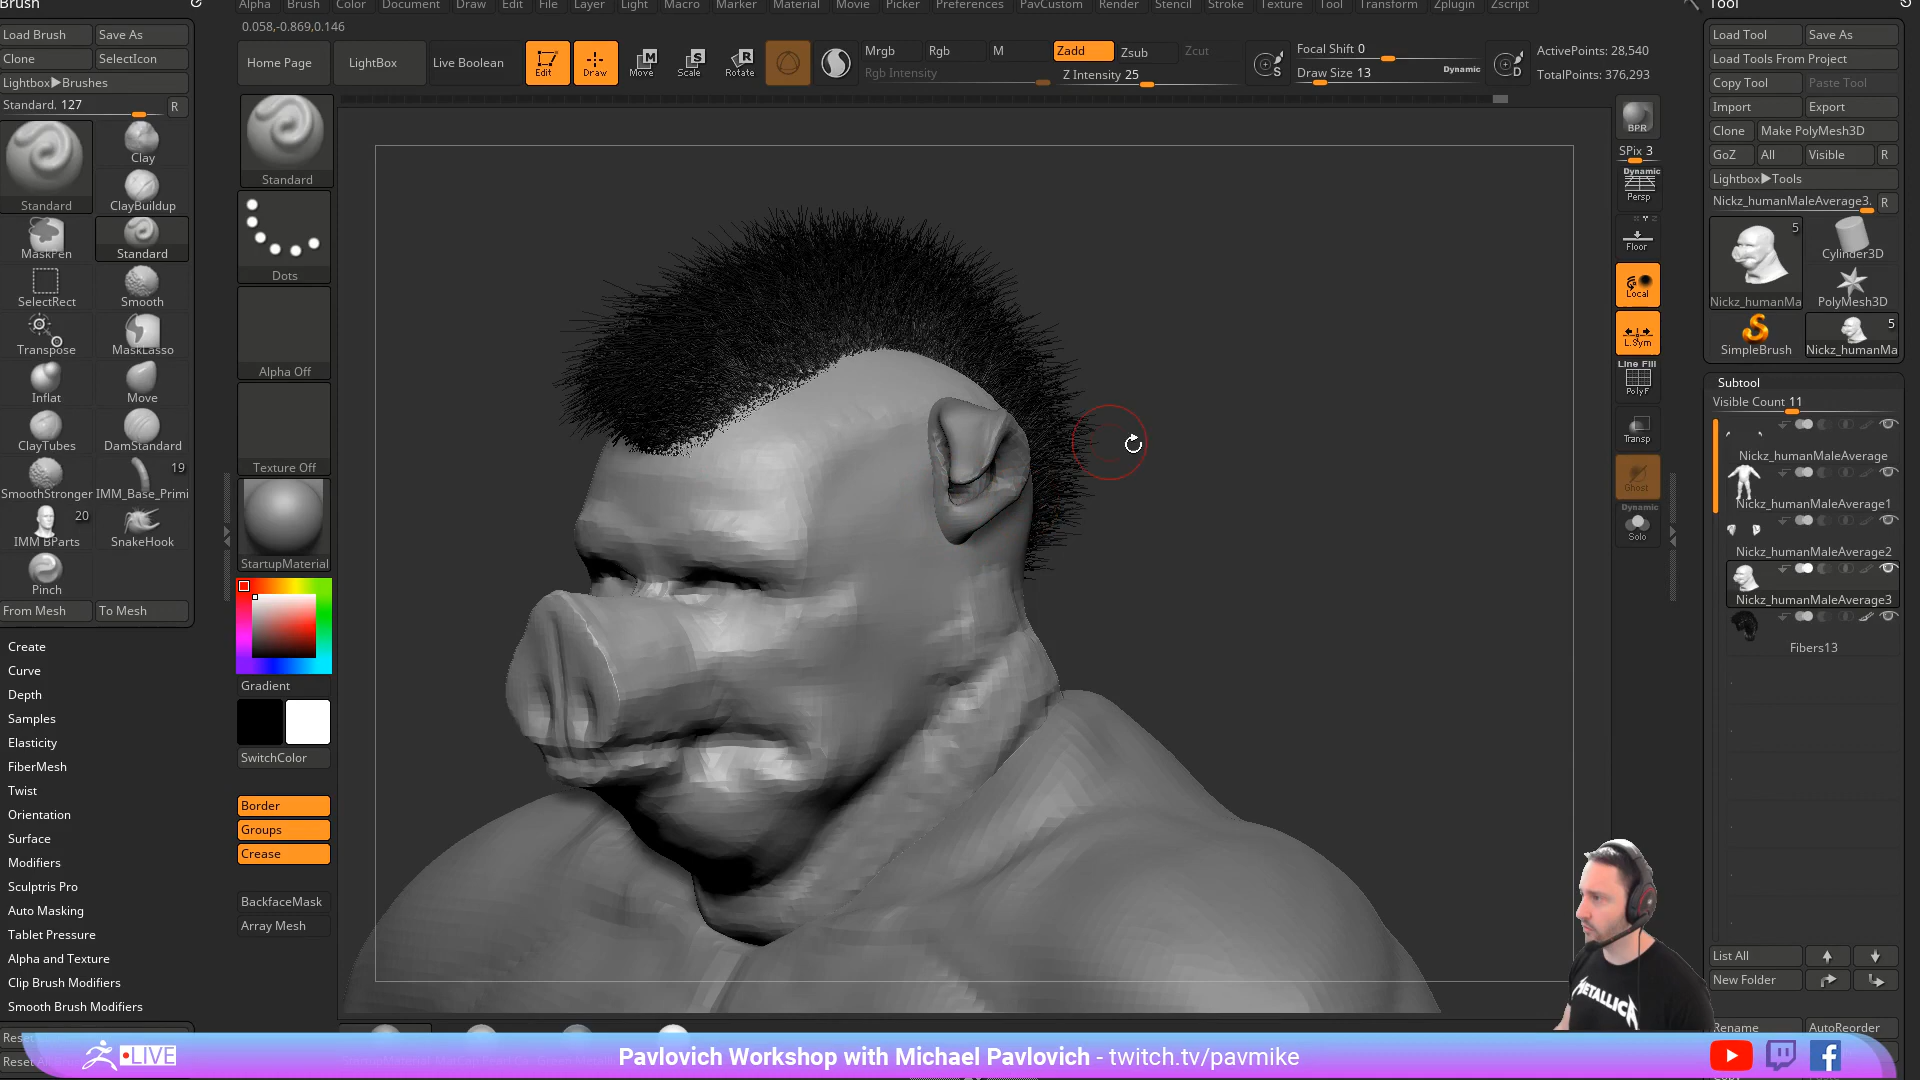 Brush
Alpha Brush Color Document Draw Edit File Layer Light Macro Marker Material Movie Picker Preferences PavCustom Render Stencil Stroke Texture Tool Transform Zplugin Zscript
Tool
0.058,-0.869,0.146
Load Brush Save As
Clone SelectIcon
Lightbox▶Brushes
Standard. 127 R
Clay
Standard ClayBuildup
MaskPen Standard
SelectRect Smooth
Transpose MaskLasso
Inflat Move
ClayTubes DamStandard
19
SmoothStronger IMM_Base_Primi
20
IMM BParts SnakeHook
Pinch
From Mesh To Mesh
Create
Curve
Depth
Samples
Elasticity
FiberMesh
Twist
Orientation
Surface
Modifiers
Sculptris Pro
Auto Masking
Tablet Pressure
Alpha and Texture
Clip Brush Modifiers
Smooth Brush Modifiers
Home Page LightBox Live Boolean Edit Draw Move Scale Rotate
Mrgb Rgb M Zadd Zsub Zcut
Rgb Intensity Z Intensity 25
S
Focal Shift 0
Draw Size 13 Dynamic
D
ActivePoints: 28,540
TotalPoints: 376,293
Standard
Dots
Alpha Off
Texture Off
StartupMaterial
Gradient
SwitchColor
Border
Groups
Crease
BackfaceMask
Array Mesh
BPR
SPix 3
Dynamic
Persp
Floor
Local
L.Sym
Line Fill
PolyF
Transp
Ghost
Dynamic
Solo
Load Tool Save As
Load Tools From Project
Copy Tool Paste Tool
Import Export
Clone Make PolyMesh3D
GoZ All Visible R
Lightbox▶Tools
Nickz_humanMaleAverage3. R
5
Cylinder3D
Nickz_humanMa PolyMesh3D
5
SimpleBrush Nickz_humanMa
Subtool
Visible Count 11
Nickz_humanMaleAverage
Nickz_humanMaleAverage1
Nickz_humanMaleAverage2
Nickz_humanMaleAverage3
Fibers13
List All
New Folder
Rename AutoReorder
METALLICA
LIVE
Pavlovich Workshop with Michael Pavlovich - twitch.tv/pavmike